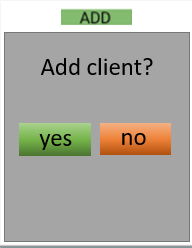 ADD
Add client?
yes no